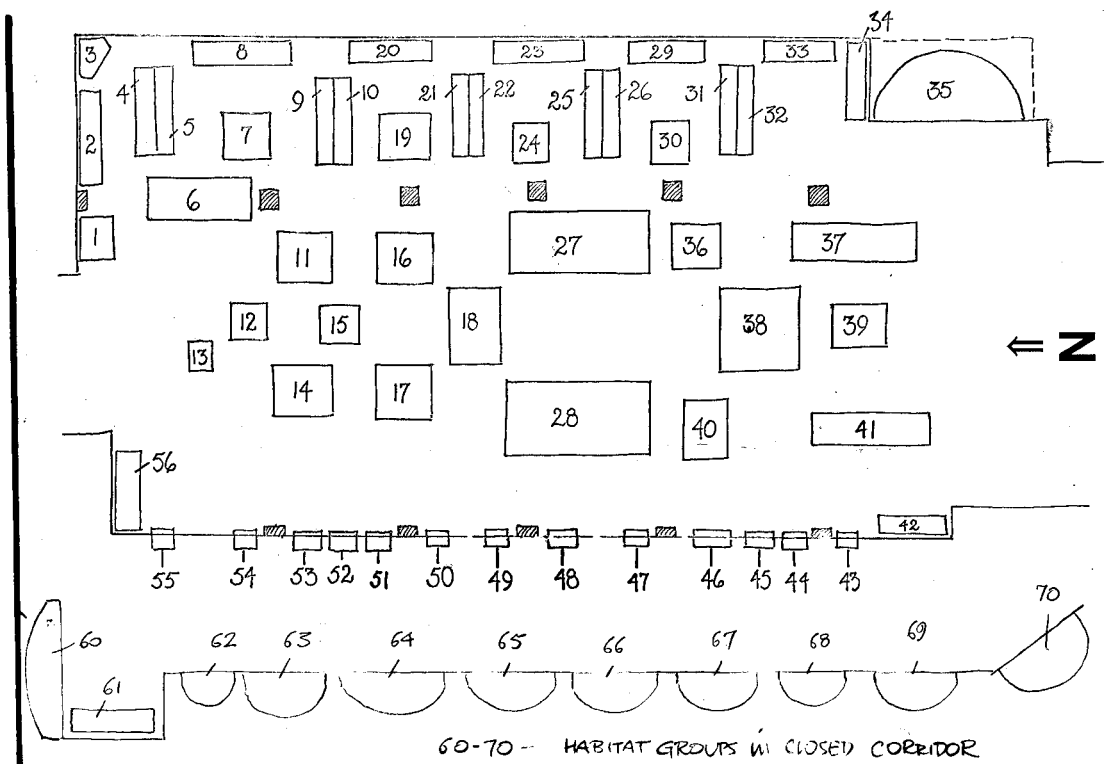 34
3 8 20 23 29 33
4 9 10 21 22 25 26 31 35
2 5 7 19 24 30 32
6
1 11 16 27 36 37
12 15 18 38 39
13 ⇐ N
14 17 28 40 41
56
42
55 54 53 52 51 50 49 48 47 46 45 44 43
60 62 63 64 65 66 67 68 69 70
61
60-70 - HABITAT GROUPS in CLOSED CORRIDOR